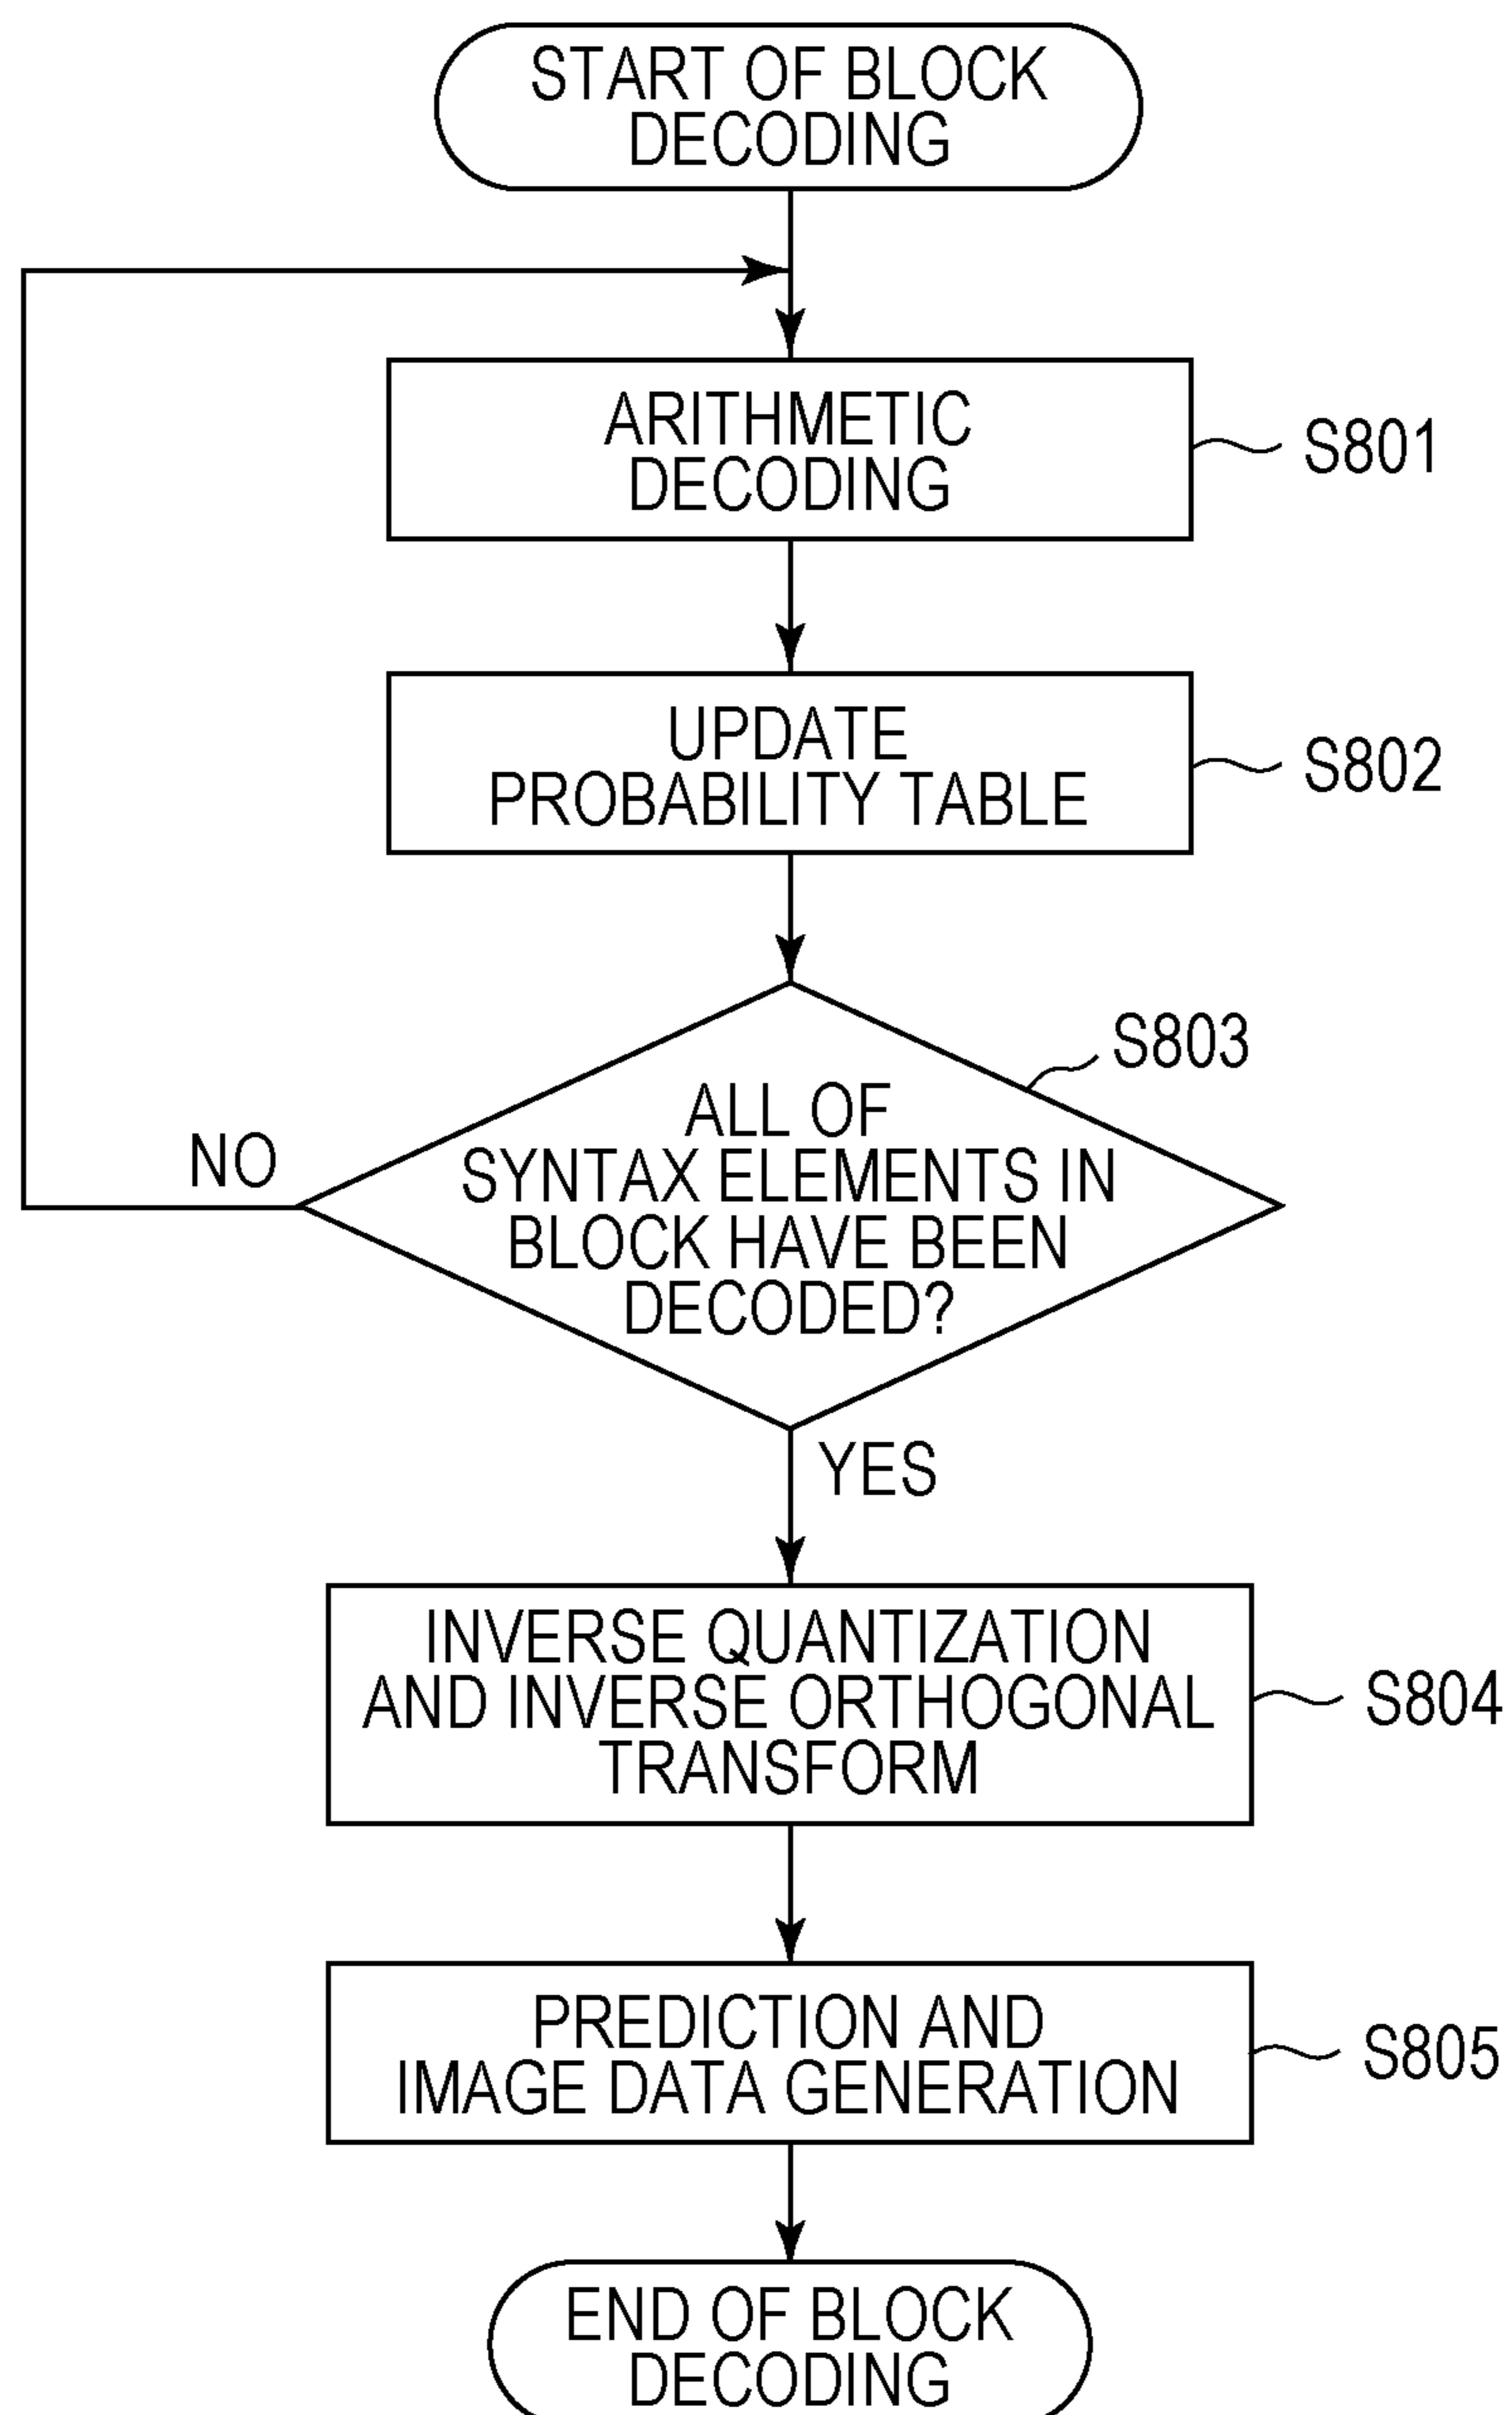 START OF BLOCK
DECODING
ARITHMETIC
DECODING
S801
UPDATE
PROBABILITY TABLE
S802
S803
ALL OF
SYNTAX ELEMENTS IN
BLOCK HAVE BEEN
DECODED?
NO
YES
INVERSE QUANTIZATION
AND INVERSE ORTHOGONAL
TRANSFORM
S804
PREDICTION AND
IMAGE DATA GENERATION
S805
END OF BLOCK
DECODING